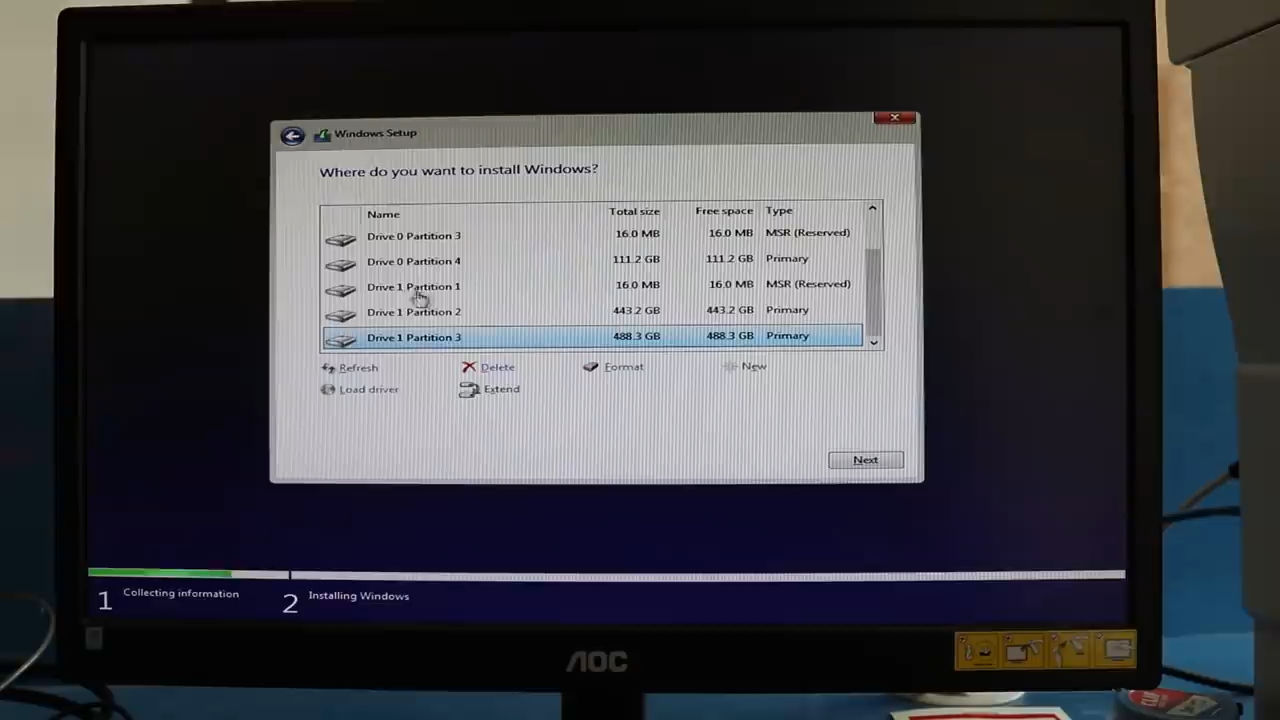 Windows Setup
Where do you want to install Windows?
Name Total size Free space Type
Drive 0 Partition 3 16.0 MB 16.0 MB MSR (Reserved)
Drive 0 Partition 4 111.2 GB 111.2 GB Primary
Drive 1 Partition 1 16.0 MB 16.0 MB MSR (Reserved)
Drive 1 Partition 2 443.2 GB 443.2 GB Primary
Drive 1 Partition 3 488.3 GB 488.3 GB Primary
Refresh Delete Format New
Load driver Extend
Next
1 Collecting information 2 Installing Windows
AOC